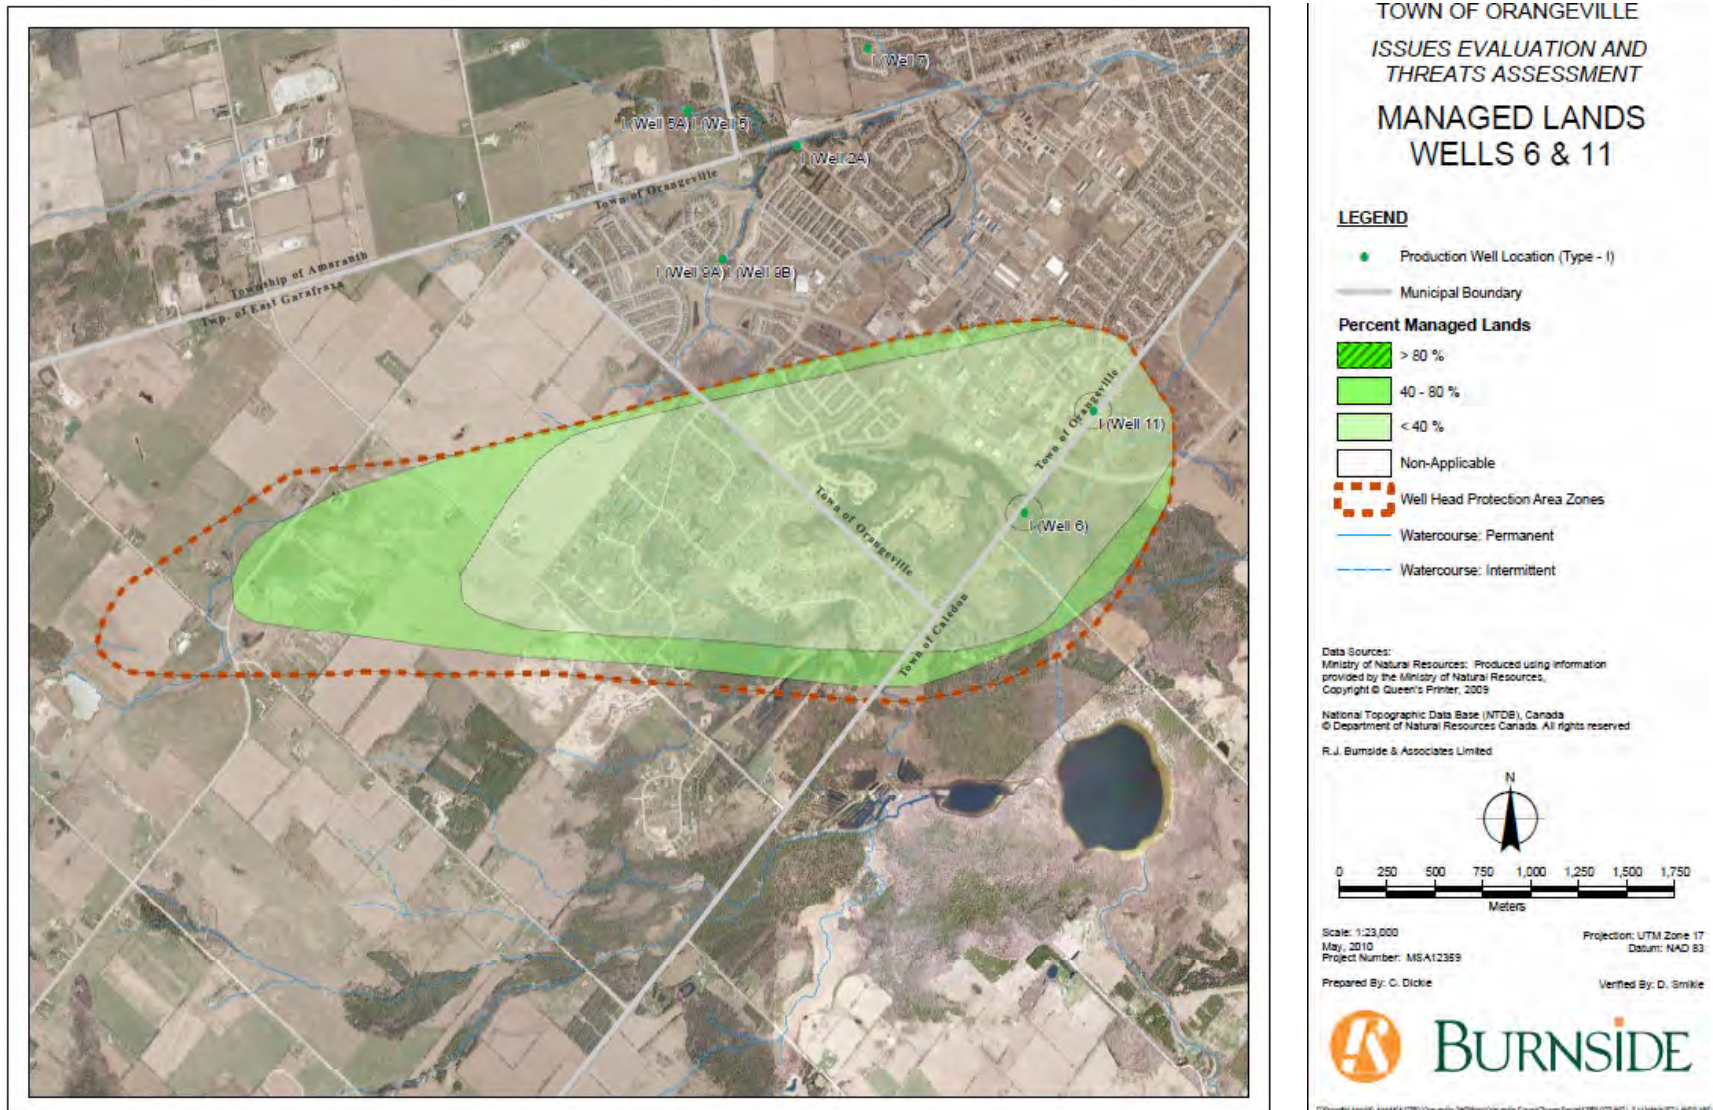 I (Well 7)
I (Well 5A) I (Well 5)
I (Well 2A)
Town of Orangeville
I (Well 9A) I (Well 9B)
Township of Amaranth
Twp. of East Garafraxa
Town of Orangeville
I (Well 11)
Town of Orangeville
I (Well 6)
Town of Caledon
TOWN OF ORANGEVILLE
ISSUES EVALUATION AND
THREATS ASSESSMENT
MANAGED LANDS
WELLS 6 & 11
LEGEND
Production Well Location (Type - I)
Municipal Boundary
Percent Managed Lands
> 80 %
40 - 80 %
< 40 %
Non-Applicable
Well Head Protection Area Zones
Watercourse: Permanent
Watercourse: Intermittent
Data Sources:
Ministry of Natural Resources: Produced using information
provided by the Ministry of Natural Resources,
Copyright © Queen's Printer, 2009
National Topographic Data Base (NTDB), Canada
© Department of Natural Resources Canada. All rights reserved
R.J. Burnside & Associates Limited
N
0 250 500 750 1,000 1,250 1,500 1,750
Meters
Scale: 1:23,000
May, 2010
Project Number: MSA12359
Projection: UTM Zone 17
Datum: NAD 83
Prepared By: C. Dickie
Verified By: D. Smikle
BURNSIDE